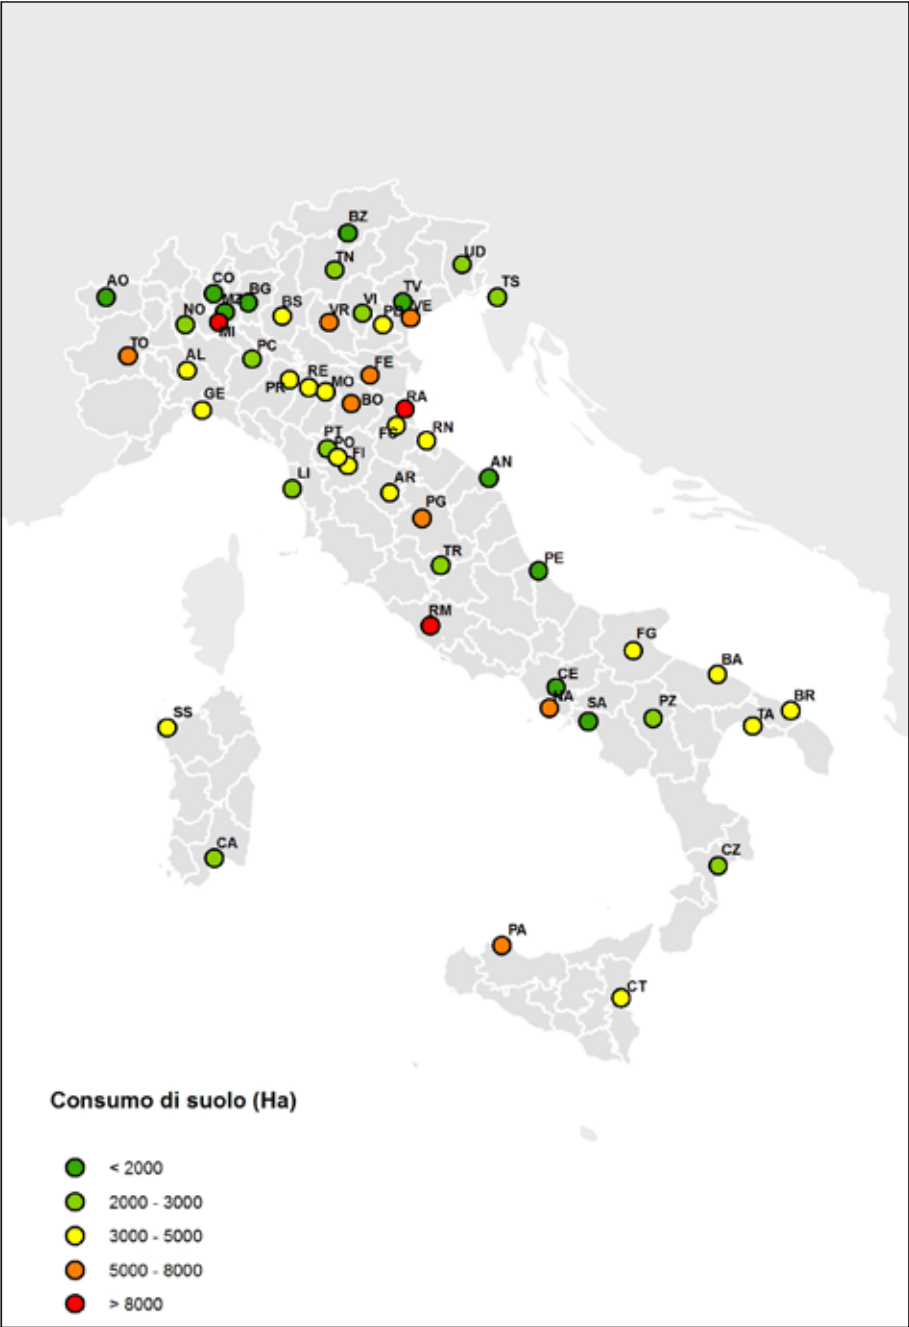 BZ
UD
TN
TS
AO
CO
BG
TV
MZ
NO
BS
VR
VI
PD
VE
MI
TO
AL
PC
FE
RE
PR
MO
GE
BO
RA
FC
RN
PT
PO
FI
LI
AR
AN
PG
TR
PE
RM
FG
BA
CE
NA
SA
PZ
TA
BR
SS
CA
CZ
PA
CT
Consumo di suolo (Ha)
< 2000
2000 - 3000
3000 - 5000
5000 - 8000
> 8000